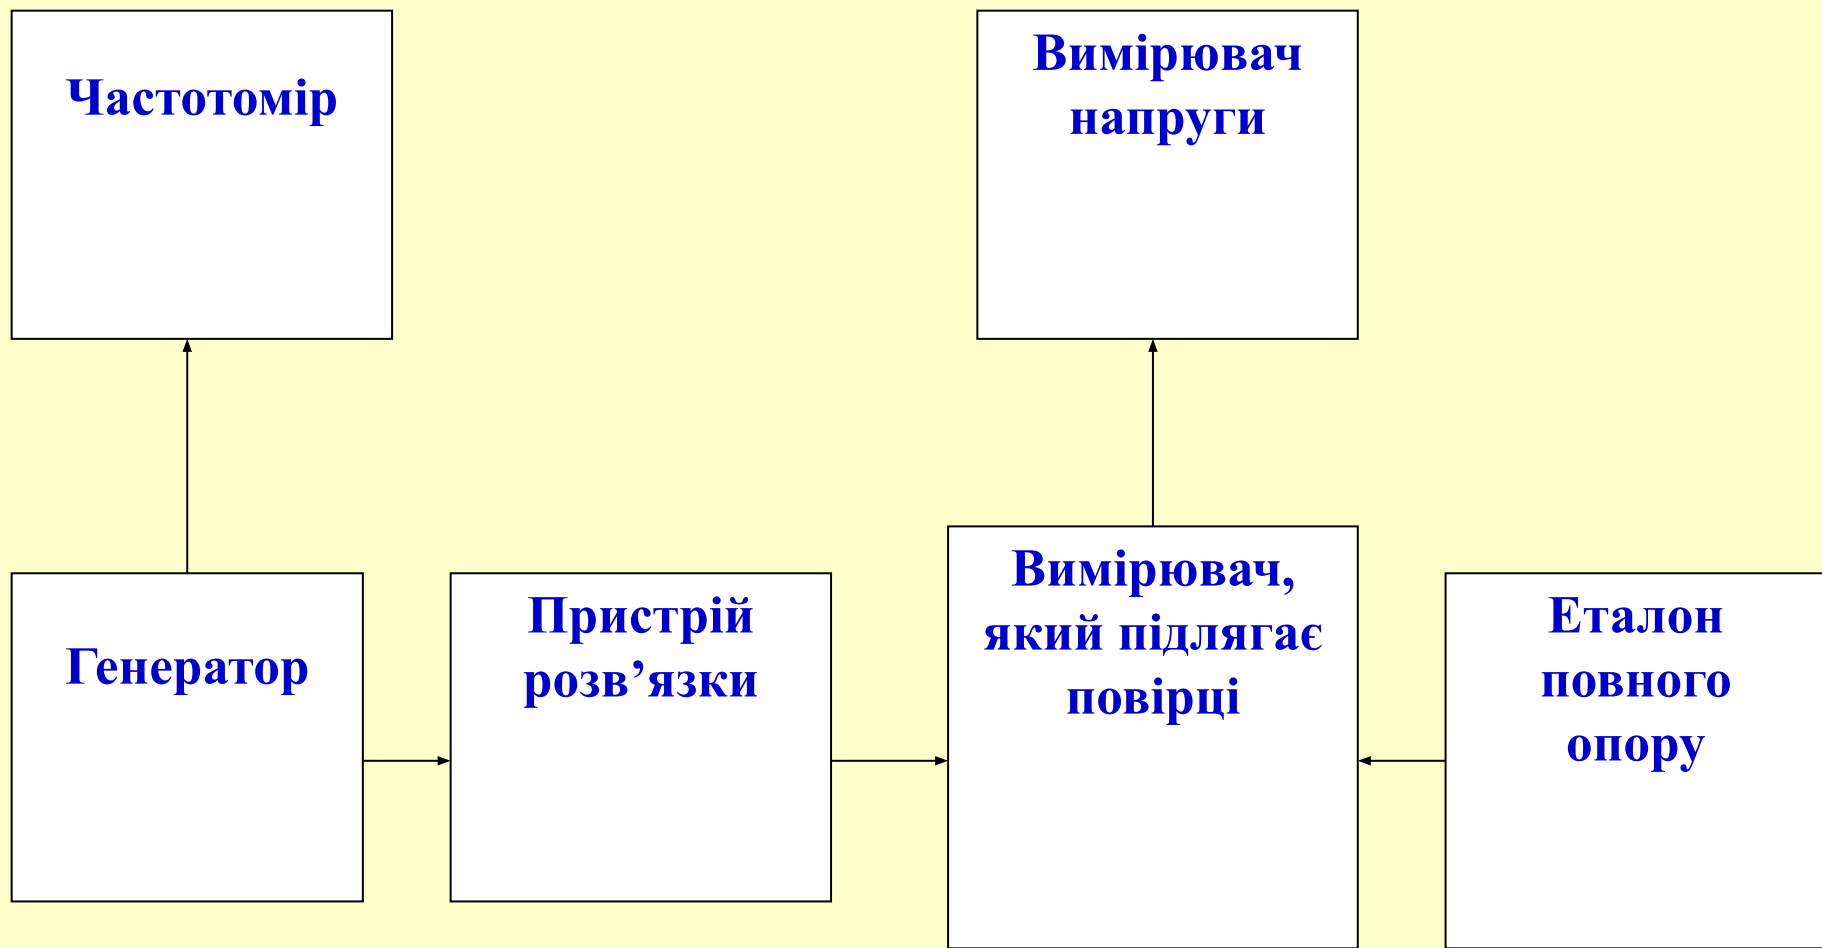 Частотомір
Вимірювач
напруги
Генератор
Пристрій
розв’язки
Вимірювач,
який підлягає
повірці
Еталон
повного
опору